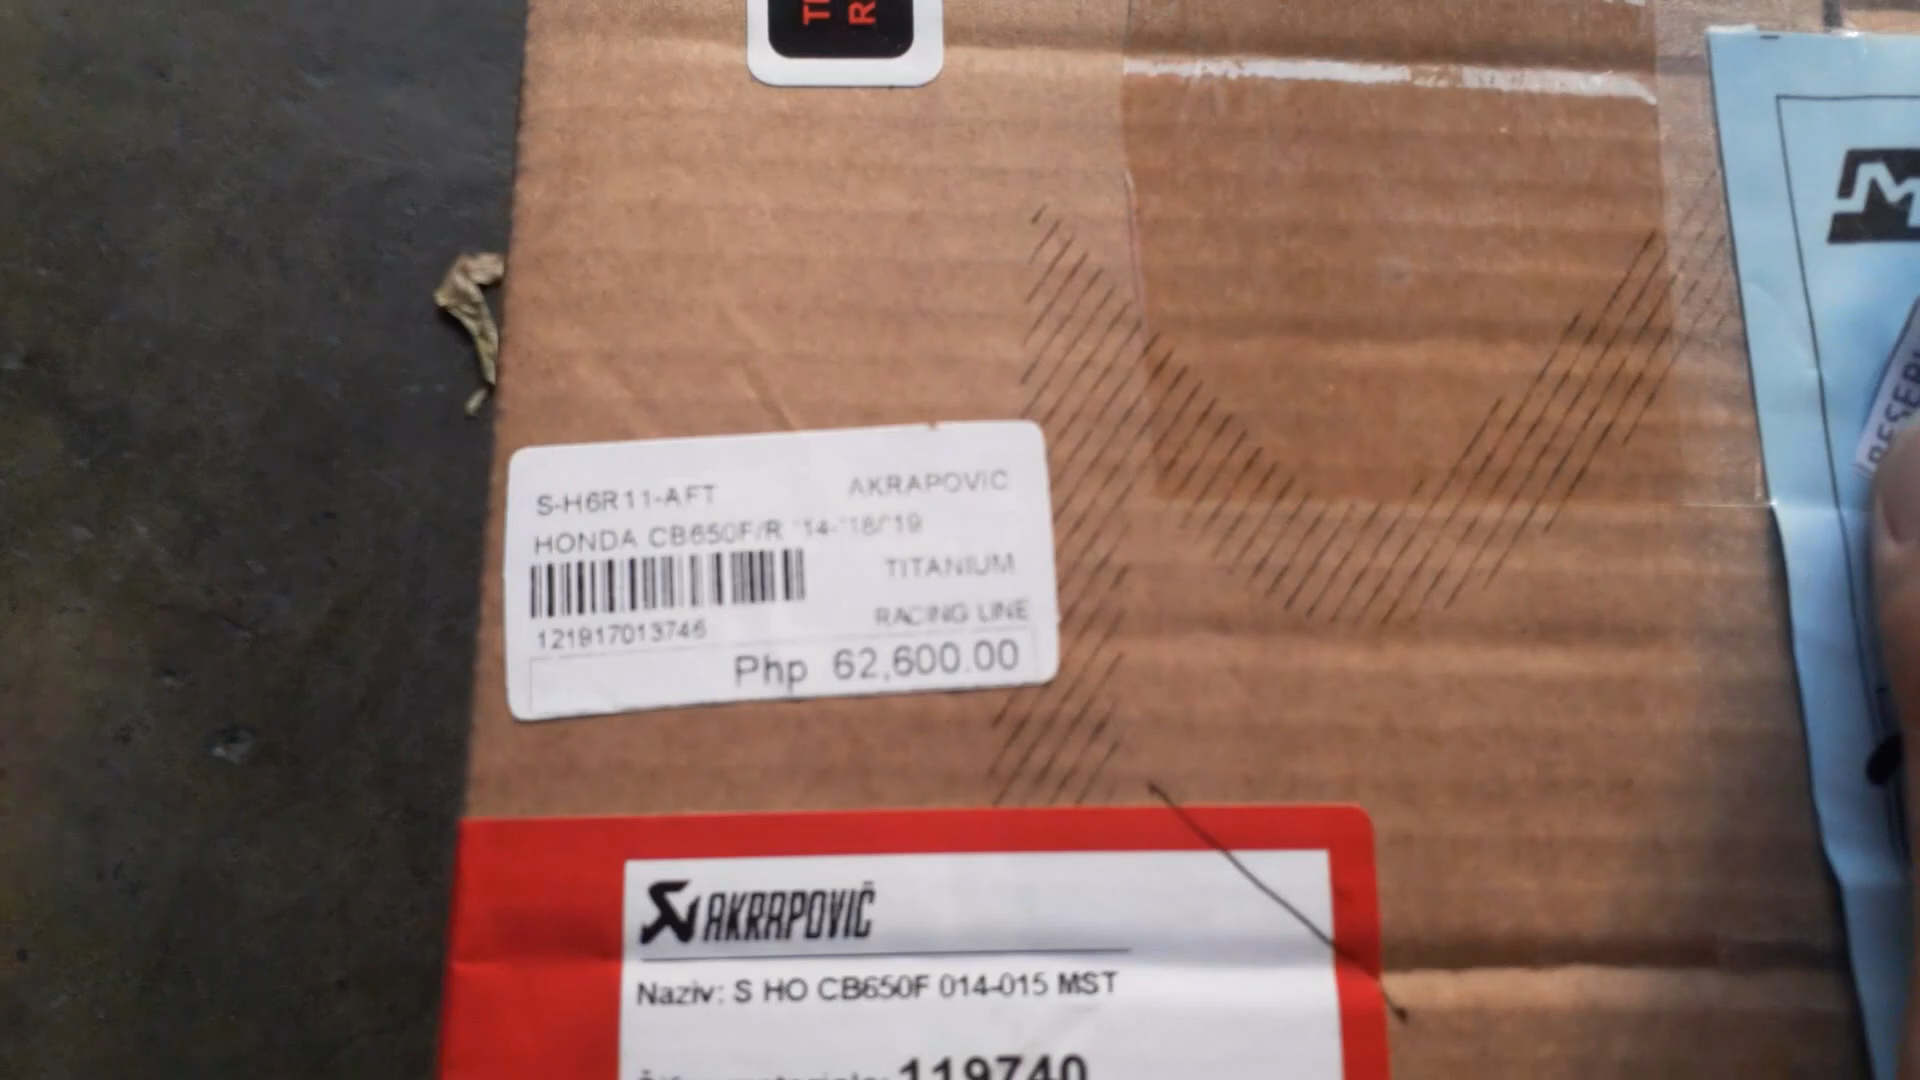 S-H6R11-AFT AKRAPOVIC
HONDA CB650F/R '14-'18/'19
TITANIUM
RACING LINE
121917013746
Php 62,600.00
AKRAPOVIČ
Naziv: S HO CB650F 014-015 MST
119740